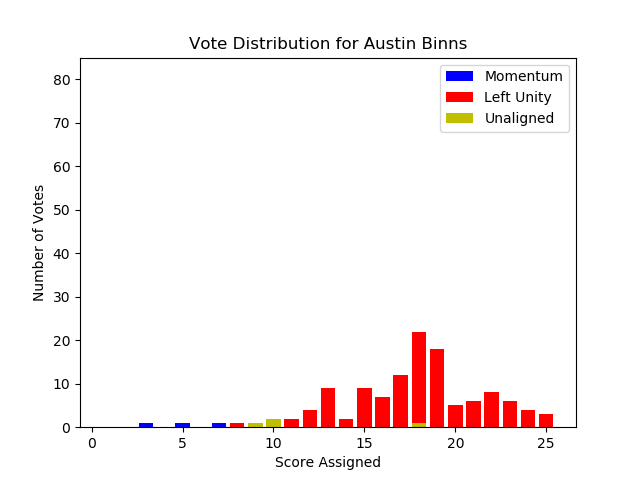 Vote Distribution for Austin Binns
Momentum
Left Unity
Unaligned
Number of Votes
80
70
60
50
40
30
20
10
0
0 5 10 15 20 25
Score Assigned